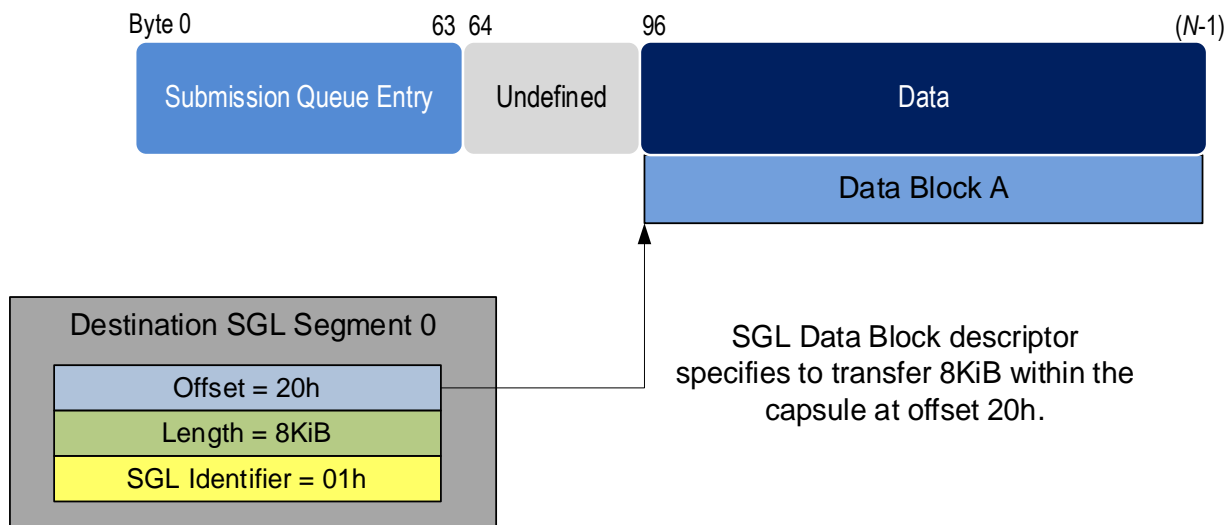 Byte 0 63 64 96 (N-1)
Submission Queue Entry Undefined Data
Data Block A
Destination SGL Segment 0
Offset = 20h
Length = 8KiB
SGL Identifier = 01h
SGL Data Block descriptor
specifies to transfer 8KiB within the
capsule at offset 20h.